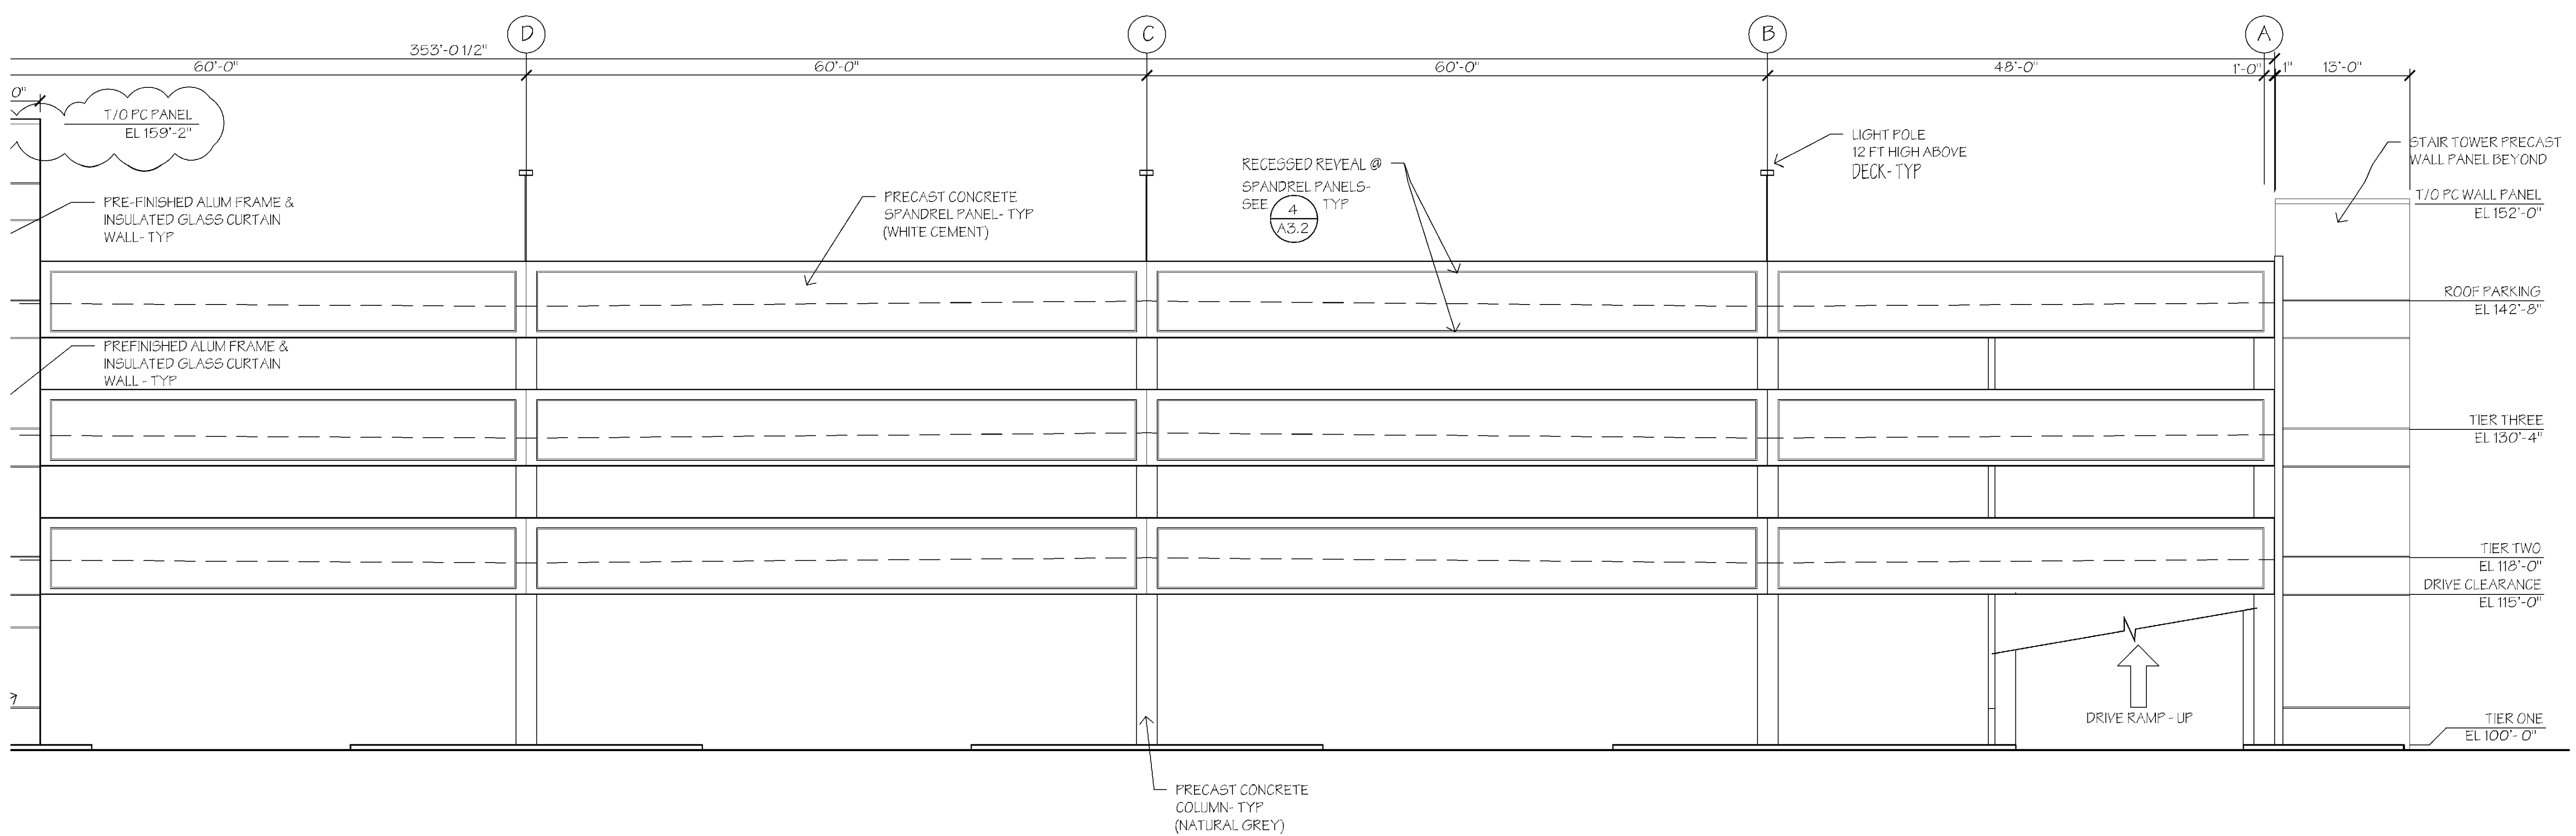 D
C
B
A
353'-0 1/2"
60'-0"
60'-0"
60'-0"
48'-0"
1'-0"
1"
13'-0"
0"
T/O PC PANEL
EL 159'-2"
PRE-FINISHED ALUM FRAME &
INSULATED GLASS CURTAIN
WALL- TYP
PRECAST CONCRETE
SPANDREL PANEL- TYP
(WHITE CEMENT)
RECESSED REVEAL @
SPANDREL PANELS-
SEE 4 TYP
A3.2
LIGHT POLE
12 FT HIGH ABOVE
DECK- TYP
STAIR TOWER PRECAST
WALL PANEL BEYOND
T/O PC WALL PANEL
EL 152'-0"
ROOF PARKING
EL 142'-8"
PREFINISHED ALUM FRAME &
INSULATED GLASS CURTAIN
WALL - TYP
TIER THREE
EL 130'-4"
TIER TWO
EL 118'-0"
DRIVE CLEARANCE
EL 115'-0"
DRIVE RAMP - UP
TIER ONE
EL 100'- 0"
PRECAST CONCRETE
COLUMN- TYP
(NATURAL GREY)